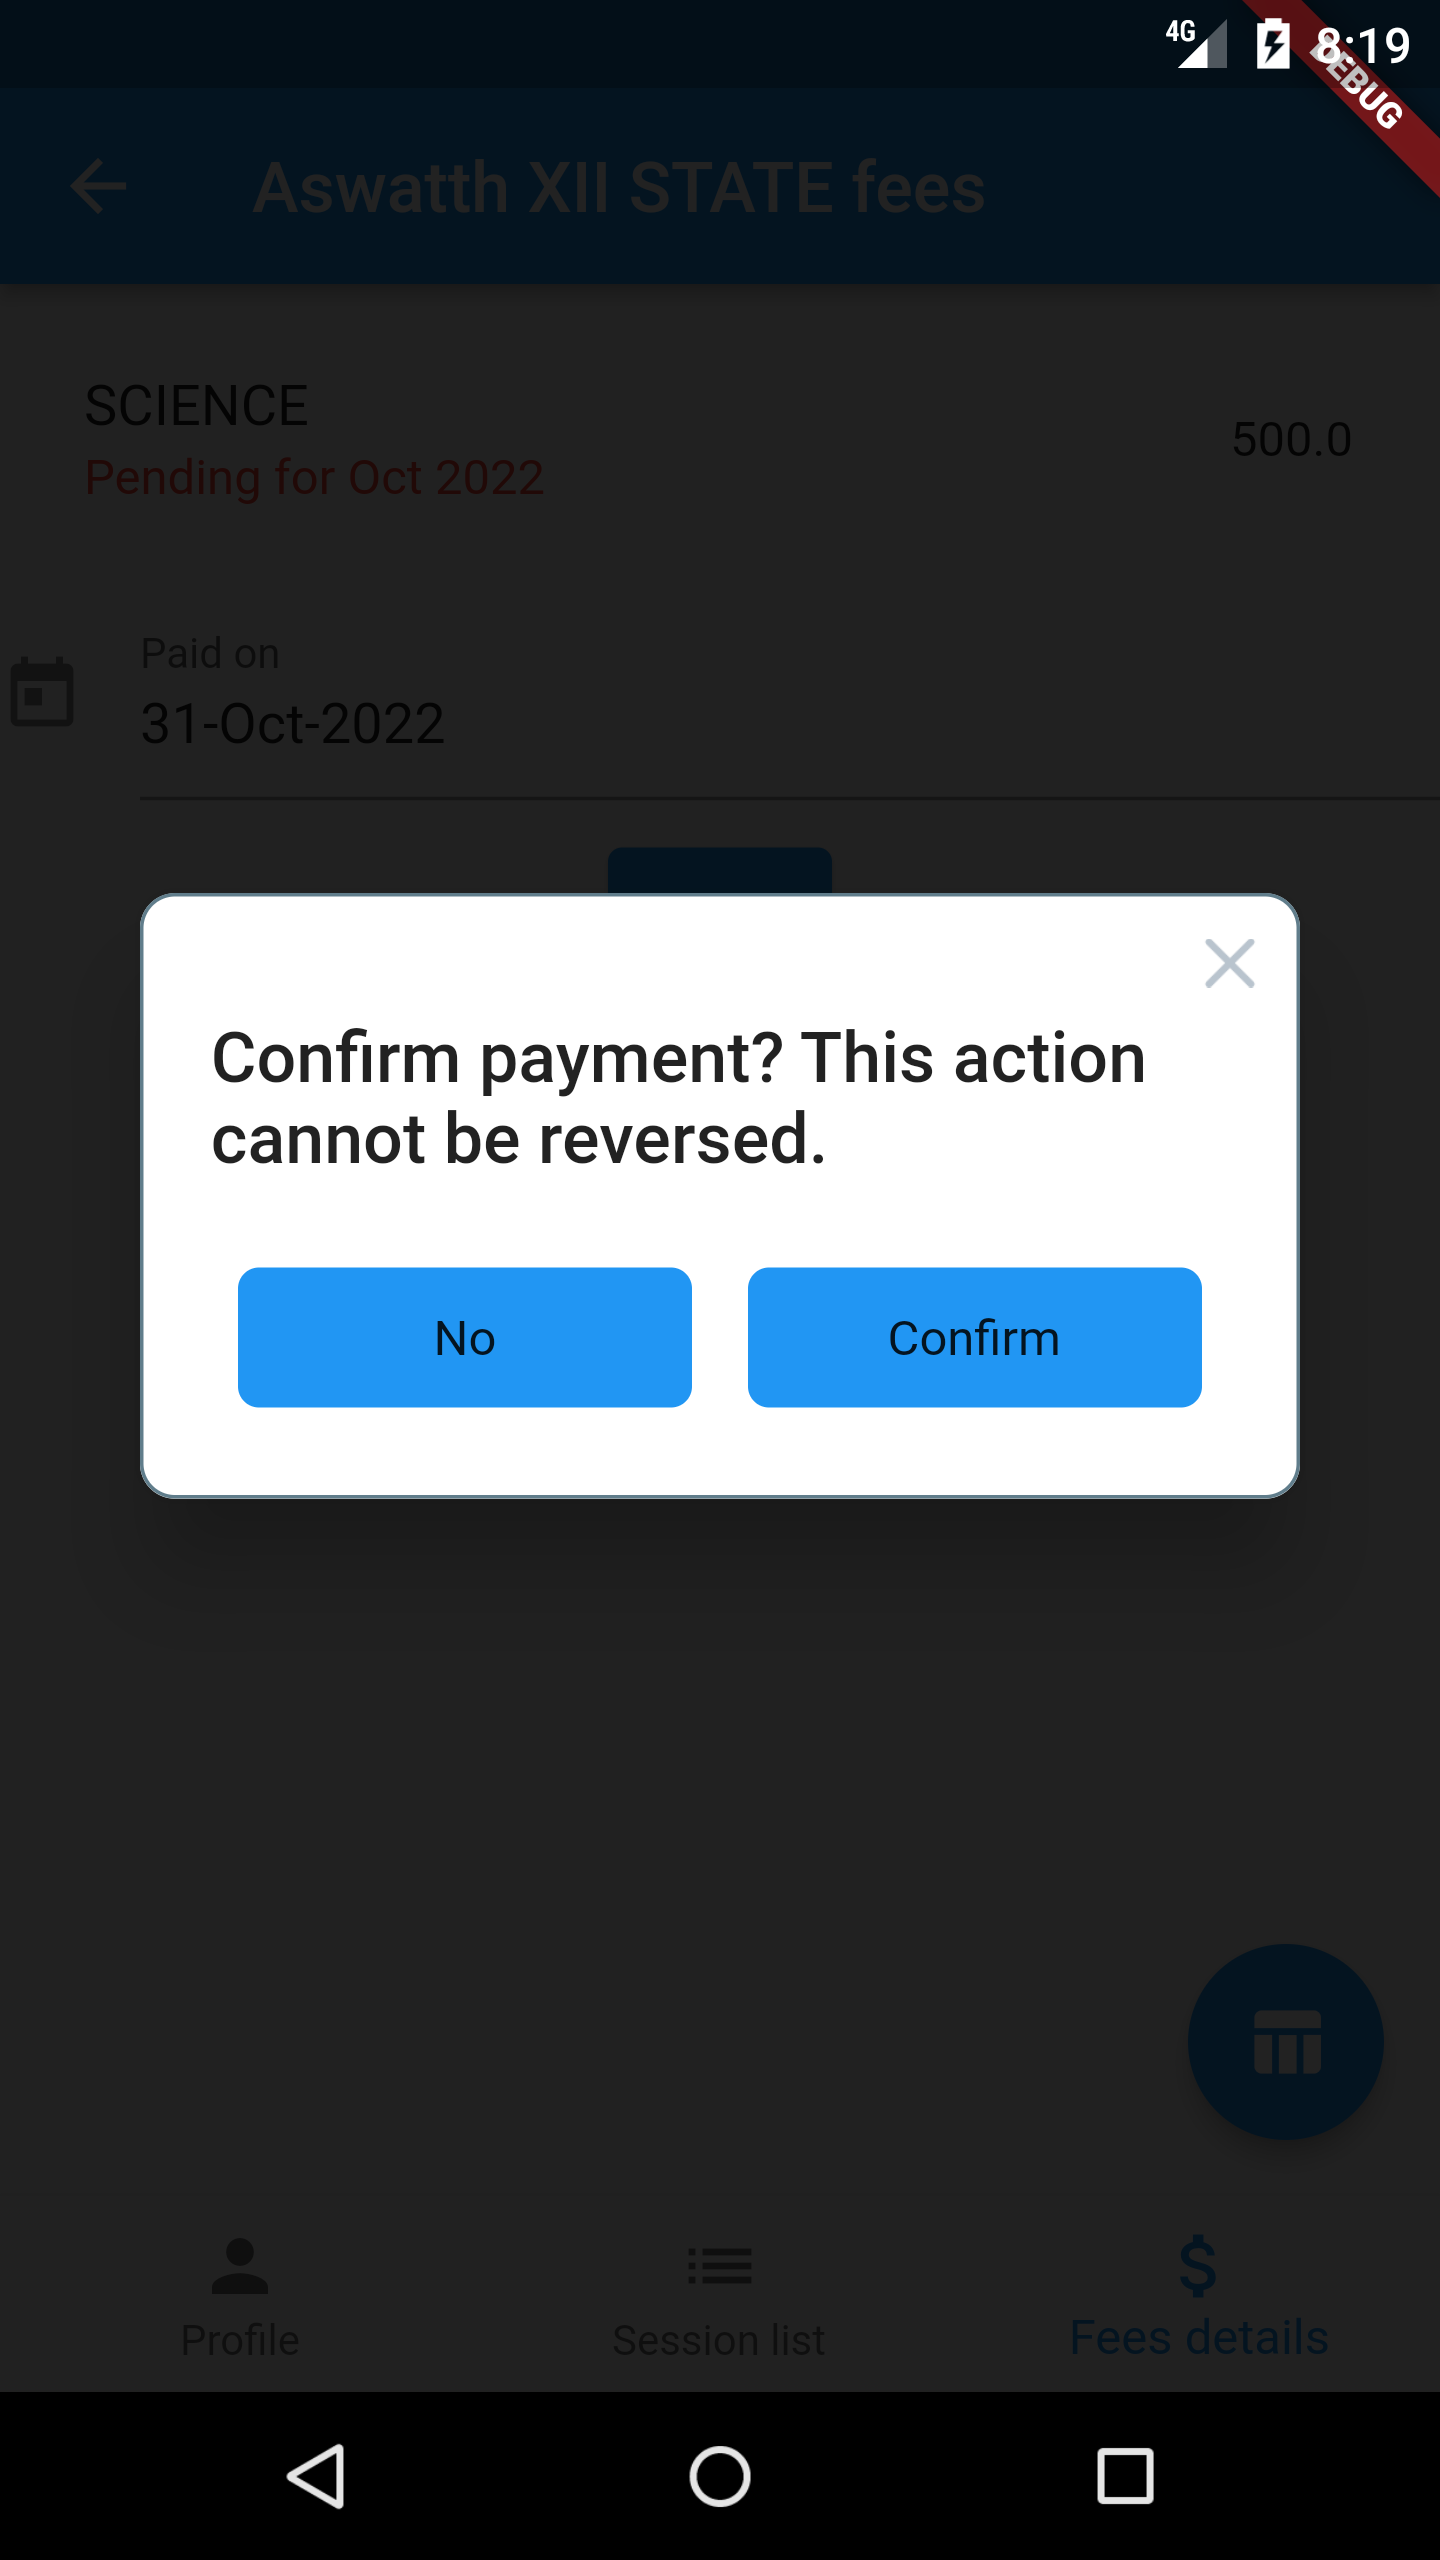 4G 8:19
DEBUG
Aswatth XII STATE fees
SCIENCE
500.0
Pending for Oct 2022
Paid on
31-Oct-2022
Confirm payment? This action
cannot be reversed.
No Confirm
Profile Session list Fees details